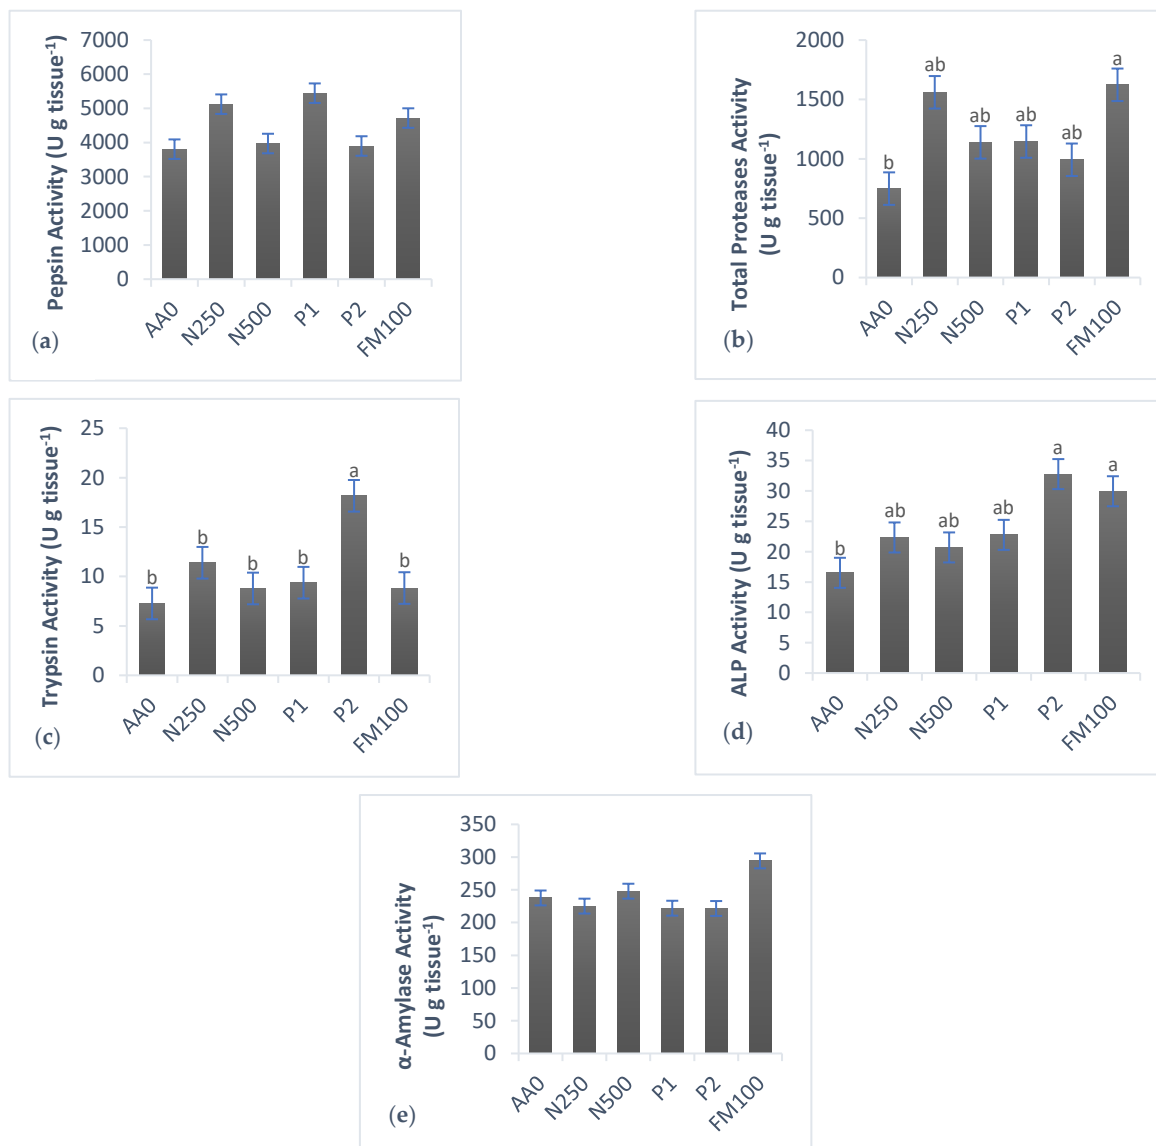 Pepsin Activity (U g tissue⁻¹)
7000
6000
5000
4000
3000
2000
1000
0
AA0 N250 N500 P1 P2 FM100
(a)
Total Proteases Activity
(U g tissue⁻¹)
2000
1500
1000
500
0
b ab ab ab ab a
AA0 N250 N500 P1 P2 FM100
(b)
Trypsin Activity (U g tissue⁻¹)
25
20
15
10
5
0
b b b b a b
AA0 N250 N500 P1 P2 FM100
(c)
ALP Activity (U g tissue⁻¹)
40
35
30
25
20
15
10
5
0
b ab ab ab a a
AA0 N250 N500 P1 P2 FM100
(d)
α-Amylase Activity
(U g tissue⁻¹)
350
300
250
200
150
100
50
0
AA0 N250 N500 P1 P2 FM100
(e)